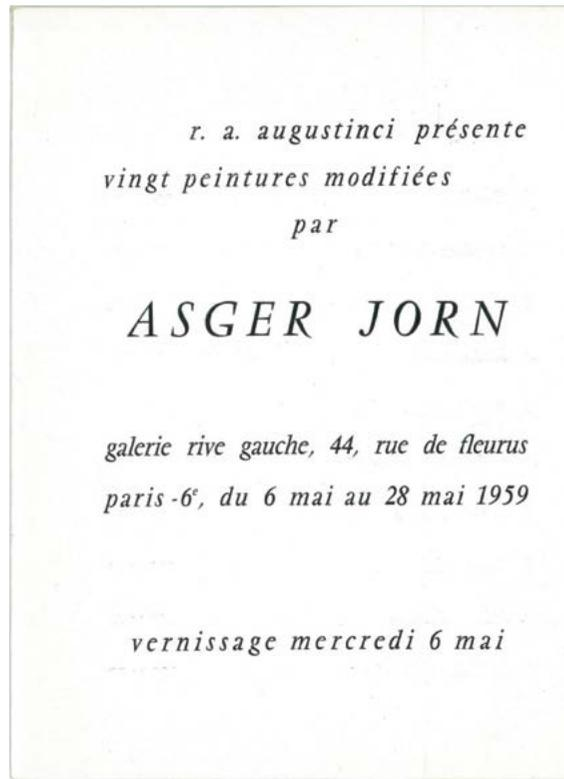 r. a. augustinci présente
vingt peintures modifiées
par
ASGER JORN
galerie rive gauche, 44, rue de fleurus
paris-6e, du 6 mai au 28 mai 1959
vernissage mercredi 6 mai